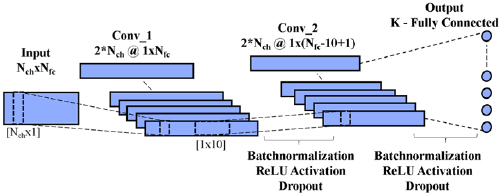 Input
N_ch x N_fc
[N_ch x1]
Conv_1
2*N_ch @ 1xN_fc
[1x10]
Conv_2
2*N_ch @ 1x(N_fc-10+1)
Batchnormalization
ReLU Activation
Dropout
Output
K - Fully Connected
Batchnormalization
ReLU Activation
Dropout